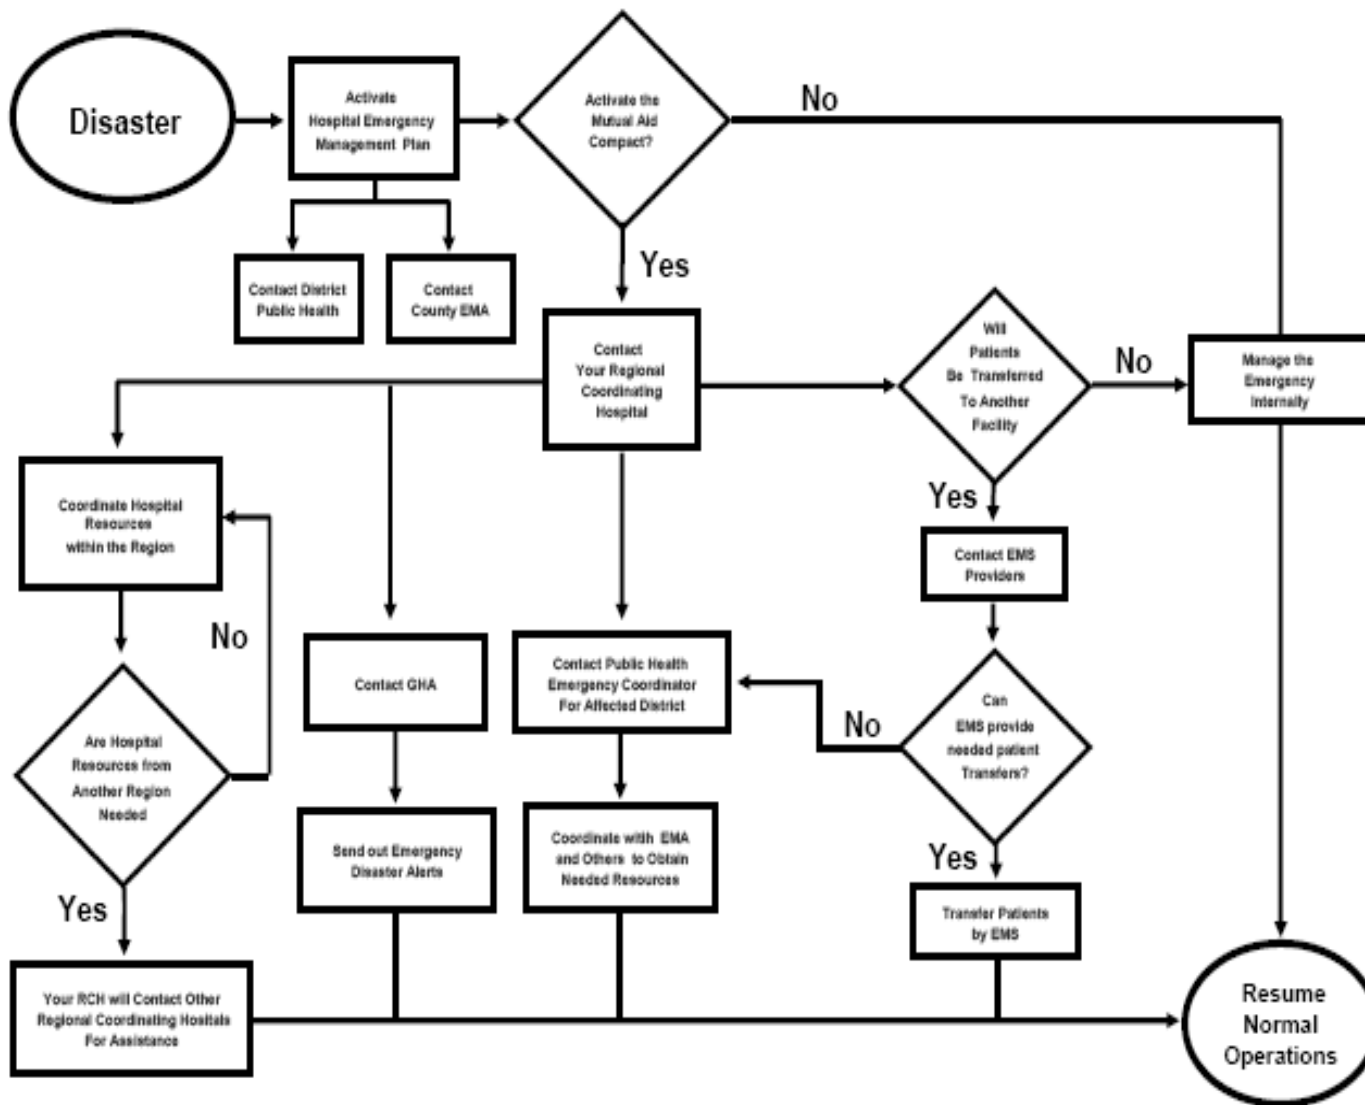 Disaster
Activate
Hospital Emergency
Management Plan
Activate the
Mutual Aid
Compact?
No
Yes
Contact District
Public Health
Contact
County EMA
Contact
Your Regional
Coordinating
Hospital
Will
Patients
Be Transferred
To Another
Facility
No
Manage the
Emergency
Internally
Yes
Coordinate Hospital
Resources
within the Region
Contact EMS
Providers
No
Contact GHA
Contact Public Health
Emergency Coordinator
For Affected District
No
Can
EMS provide
needed patient
Transfers?
Are Hospital
Resources from
Another Region
Needed
Send out Emergency
Disaster Alerts
Coordinate with EMA
and Others to Obtain
Needed Resources
Yes
Yes
Transfer Patients
by EMS
Your RCH will Contact Other
Regional Coordinating Hositals
For Assistance
Resume
Normal
Operations